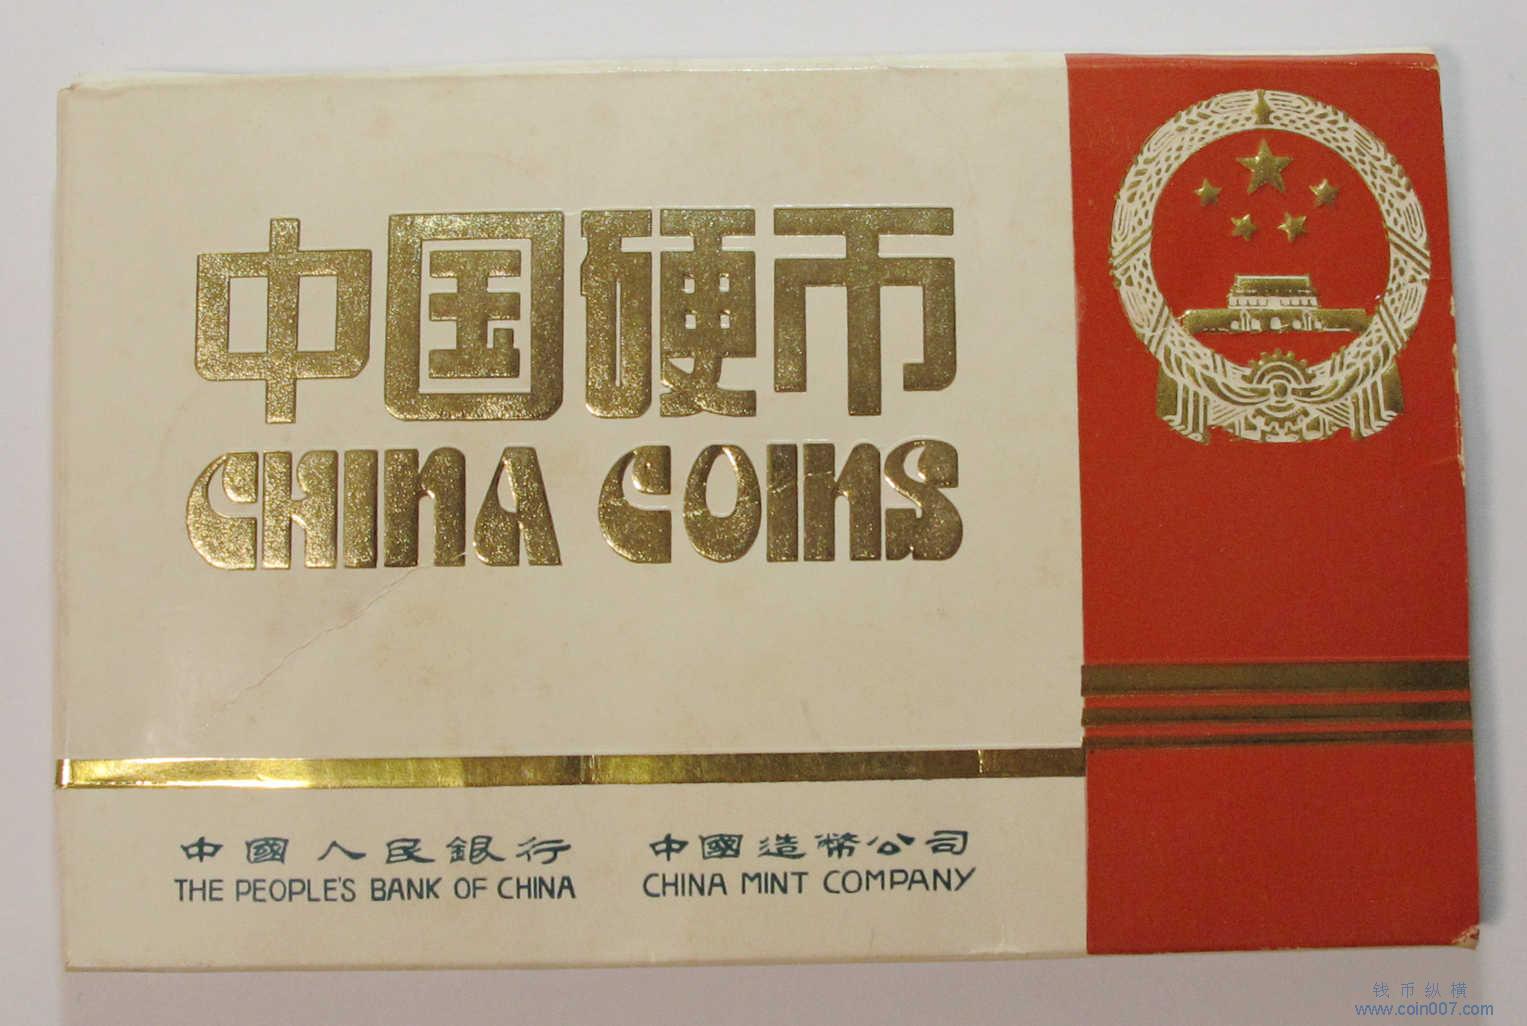 中国硬币
CHINA COINS
中國人民銀行 中國造幣公司
THE PEOPLE'S BANK OF CHINA CHINA MINT COMPANY
钱币纵横
www.coin007.com